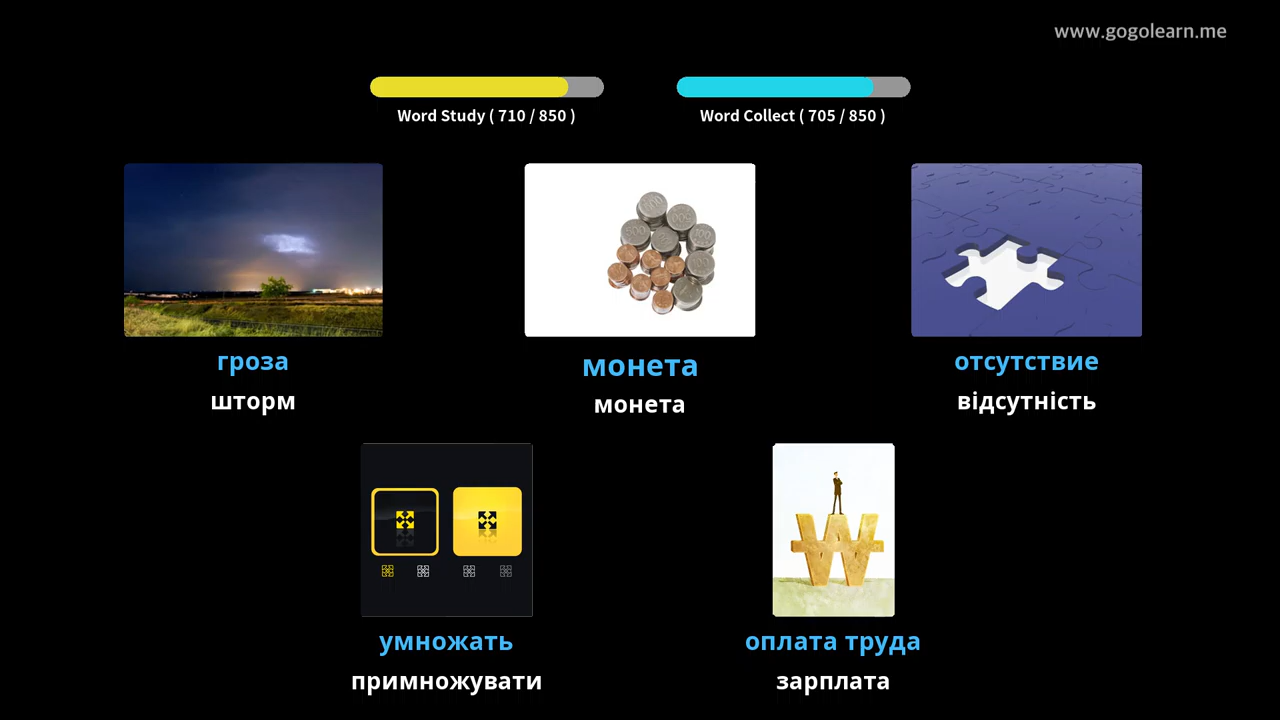 www.gogolearn.me
Word Study ( 710 / 850 )
Word Collect ( 705 / 850 )
гроза
шторм
монета
монета
отсутствие
відсутність
умножать
примножувати
оплата труда
зарплата